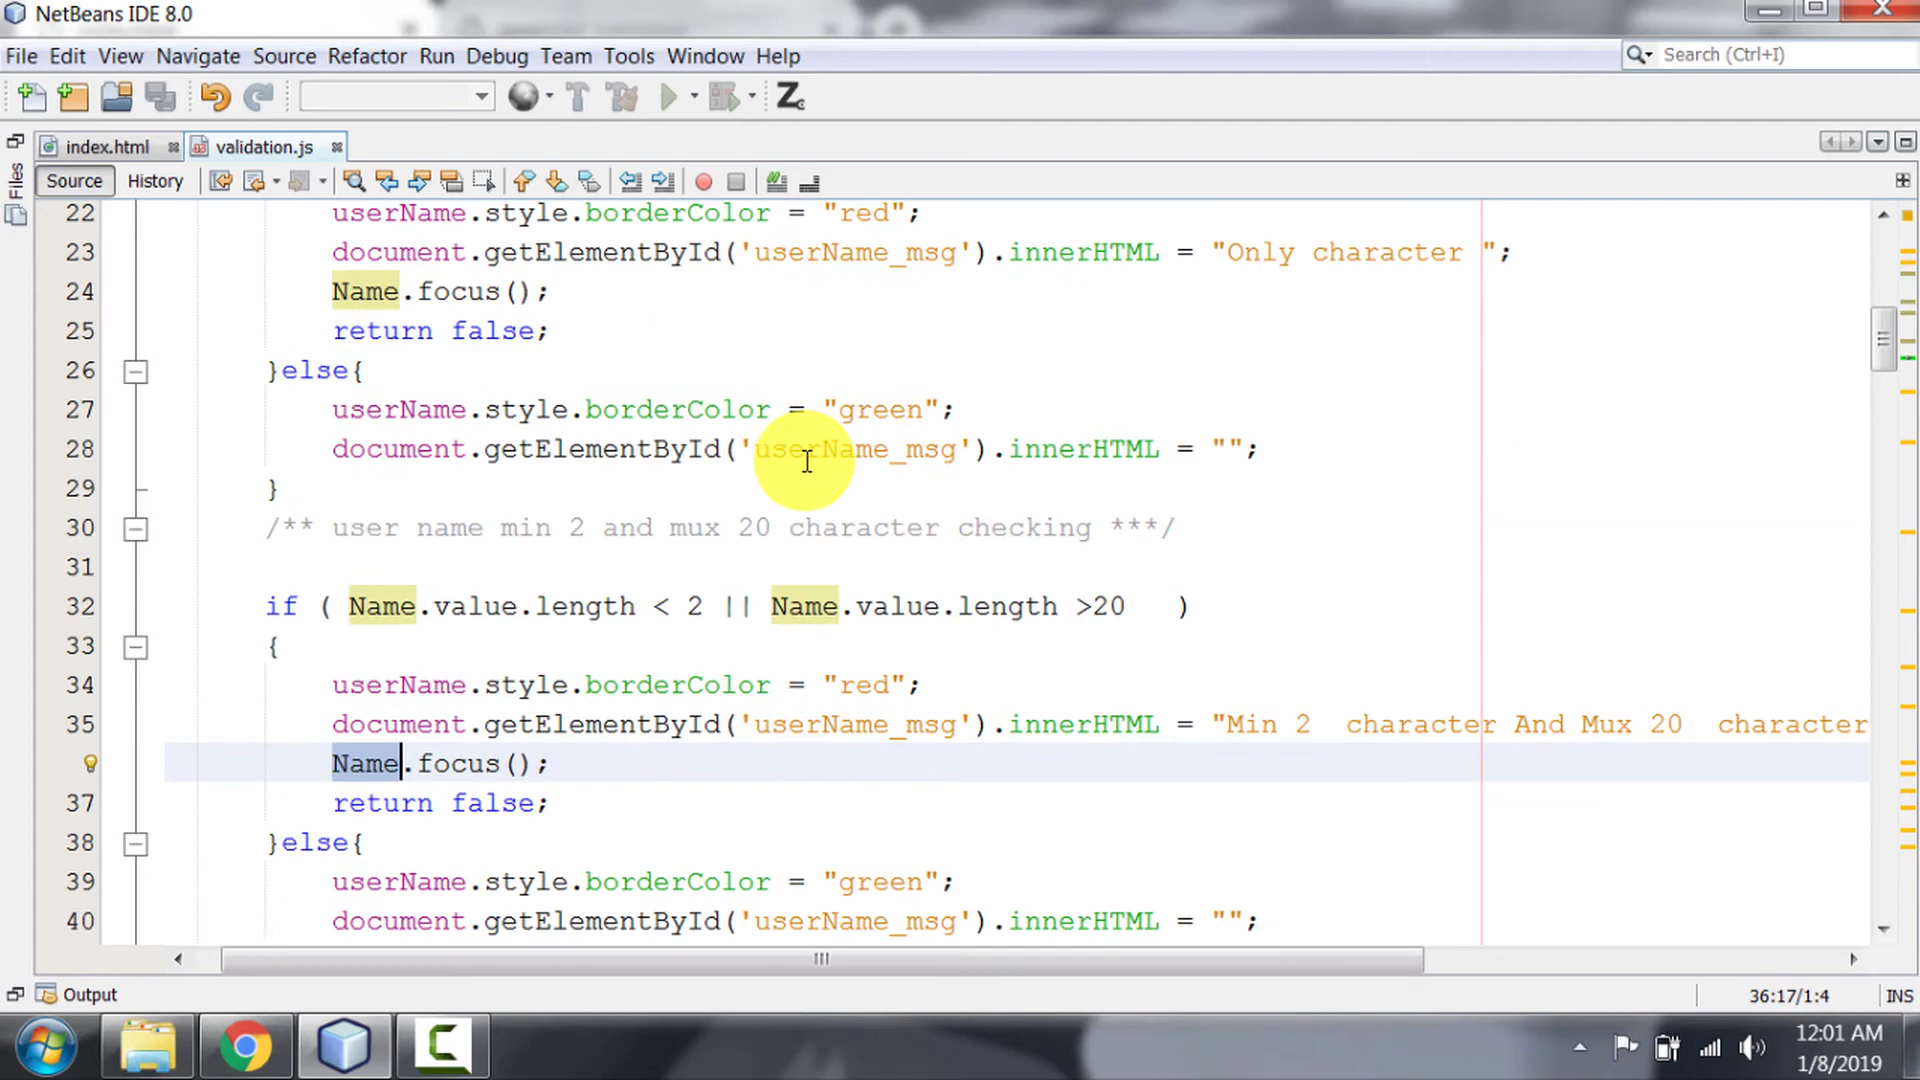 NetBeans IDE 8.0
File Edit View Navigate Source Refactor Run Debug Team Tools Window Help
Search (Ctrl+I)
index.html validation.js
Files
Source History
22 userName.style.borderColor = "red";
23 document.getElementById('userName_msg').innerHTML = "Only character ";
24 Name.focus();
25 return false;
26 }else{
27 userName.style.borderColor = "green";
28 document.getElementById('userName_msg').innerHTML = "";
29 }
30 /** user name min 2 and mux 20 character checking ***/
31
32 if ( Name.value.length < 2 || Name.value.length >20 )
33 {
34 userName.style.borderColor = "red";
35 document.getElementById('userName_msg').innerHTML = "Min 2 character And Mux 20 character
Name.focus();
37 return false;
38 }else{
39 userName.style.borderColor = "green";
40 document.getElementById('userName_msg').innerHTML = "";
Output
36:17/1:4 INS
12:01 AM
1/8/2019